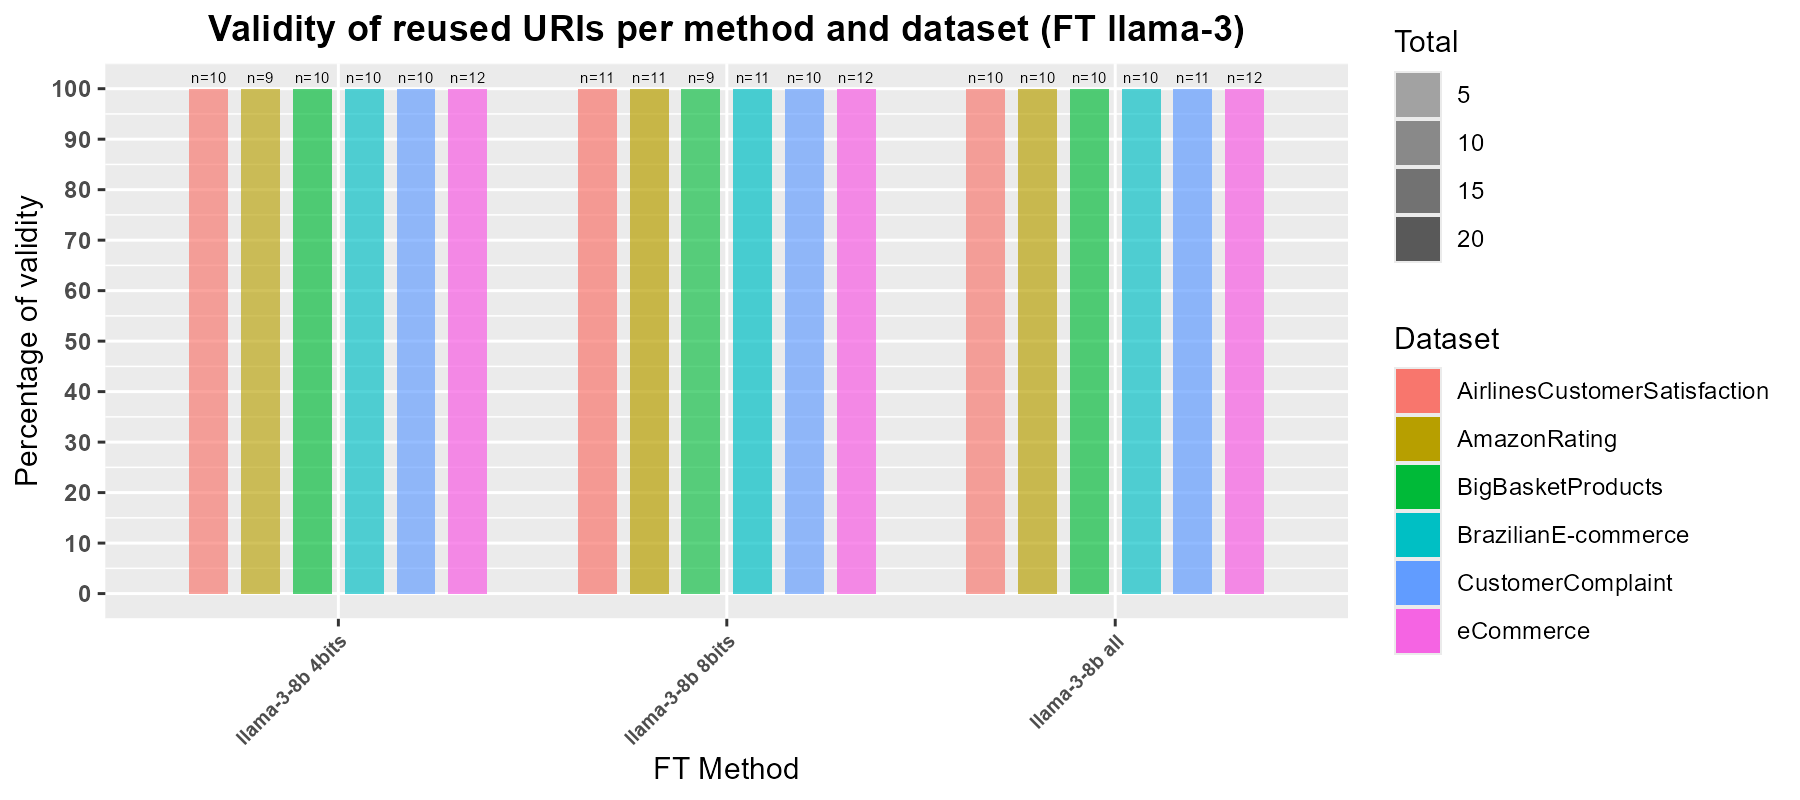 Validity of reused URIs per method and dataset (FT llama-3)
n=10 n=9 n=10 n=10 n=10 n=12 n=11 n=11 n=9 n=11 n=10 n=12 n=10 n=10 n=10 n=10 n=11 n=12
100
90
80
70
60
50
40
30
20
10
0
Percentage of validity
llama-3-8b 4bits
llama-3-8b 8bits
llama-3-8b all
FT Method
Total
5
10
15
20
Dataset
AirlinesCustomerSatisfaction
AmazonRating
BigBasketProducts
BrazilianE-commerce
CustomerComplaint
eCommerce